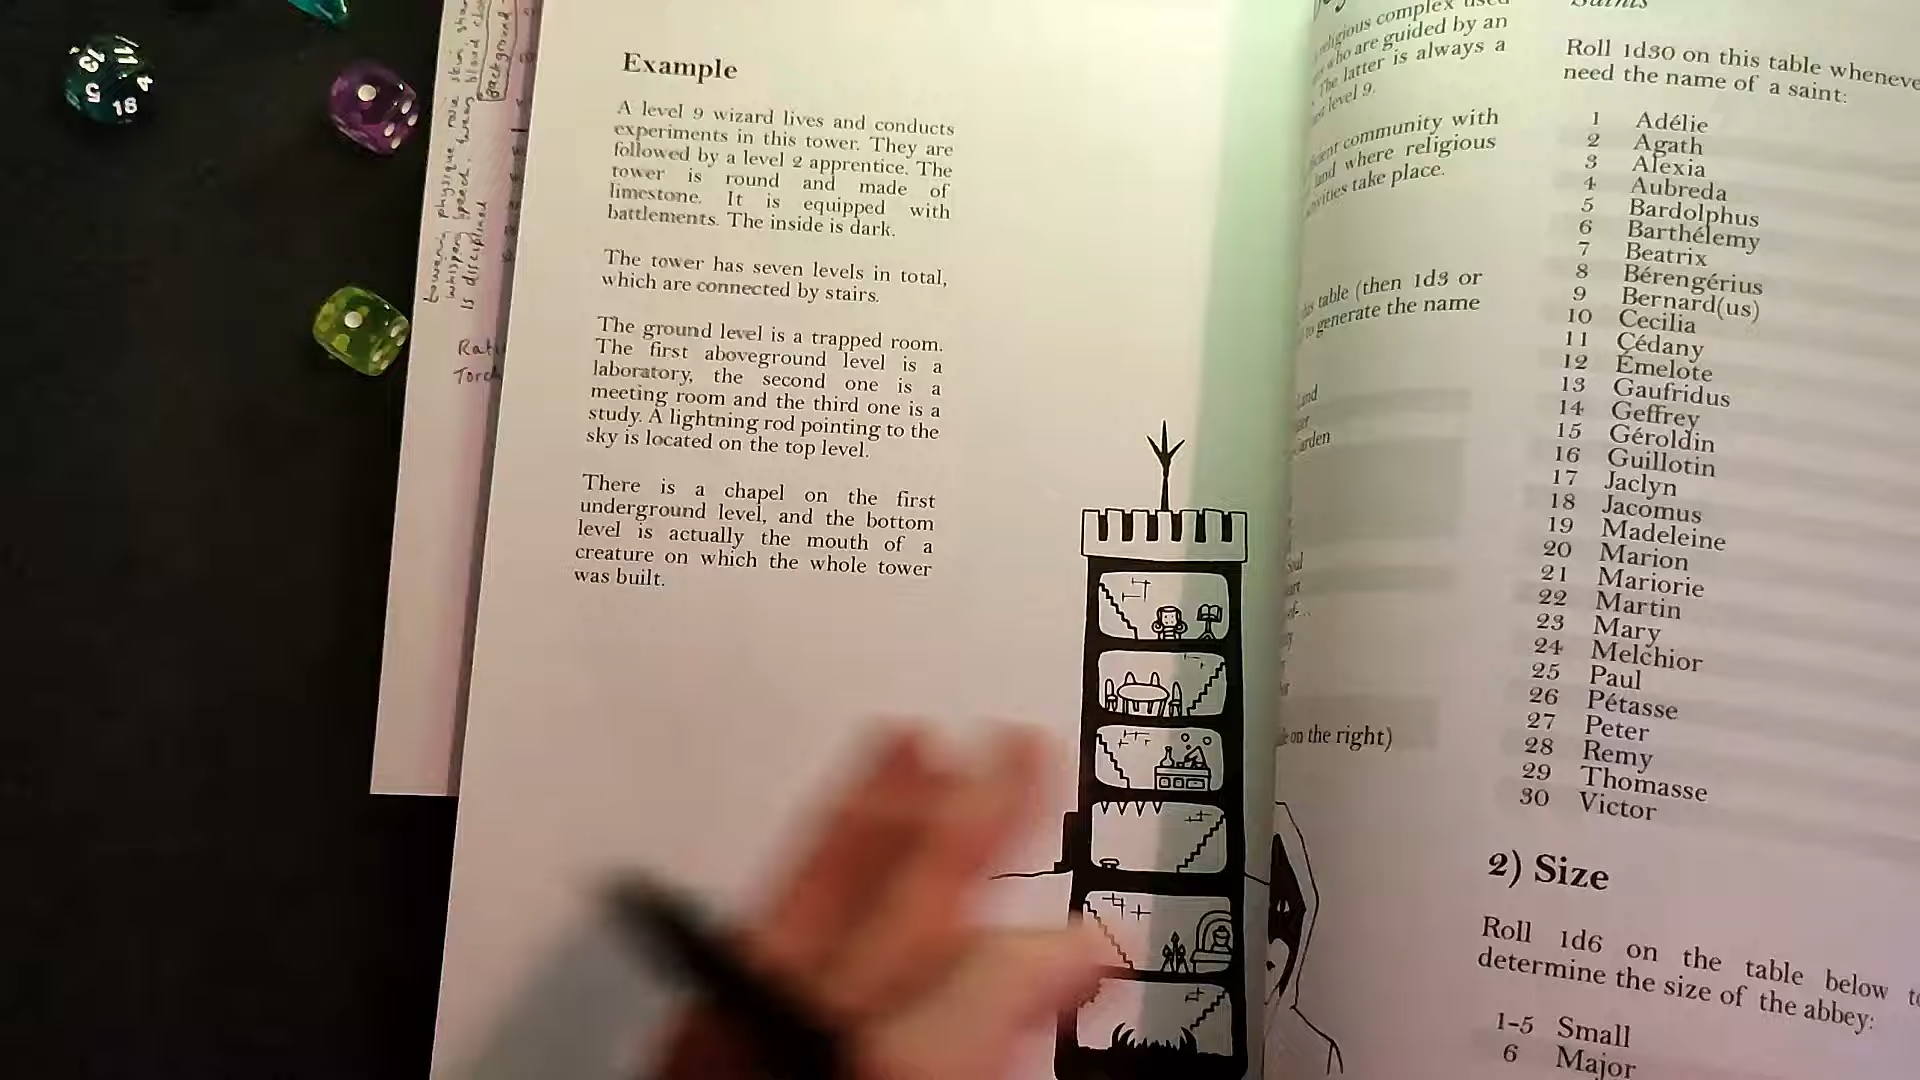 Example
A level 9 wizard lives and conducts
experiments in this tower. They are
followed by a level 2 apprentice. The
tower is round and made of
limestone. It is equipped with
battlements. The inside is dark.
The tower has seven levels in total,
which are connected by stairs.
The ground level is a trapped room.
The first aboveground level is a
laboratory, the second one is a
meeting room and the third one is a
study. A lightning rod pointing to the
sky is located on the top level.
There is a chapel on the first
underground level, and the bottom
level is actually the mouth of a
creature on which the whole tower
was built.
religious complex used
who are guided by an
The latter is always a
level 9.
community with
and where religious
take place.
table (then 1d3 or
to generate the name
on the right)
Saints
Roll 1d30 on this table
need the name of a saint:
1 Adélie
2 Agath
3 Alexia
4 Aubreda
5 Bardolphus
6 Barthélemy
7 Beatrix
8 Bérengérius
9 Bernard(us)
10 Cecilia
11 Cédany
12 Émelote
13 Gaufridus
14 Geffrey
15 Géroldin
16 Guillotin
17 Jaclyn
18 Jacomus
19 Madeleine
20 Marion
21 Mariorie
22 Martin
23 Mary
24 Melchior
25 Paul
26 Pétasse
27 Peter
28 Remy
29 Thomasse
30 Victor
2) Size
Roll 1d6 on the table below
determine the size of the abbey:
1-5 Small
6 Major
13
11
4
5
18
background
is disciplined